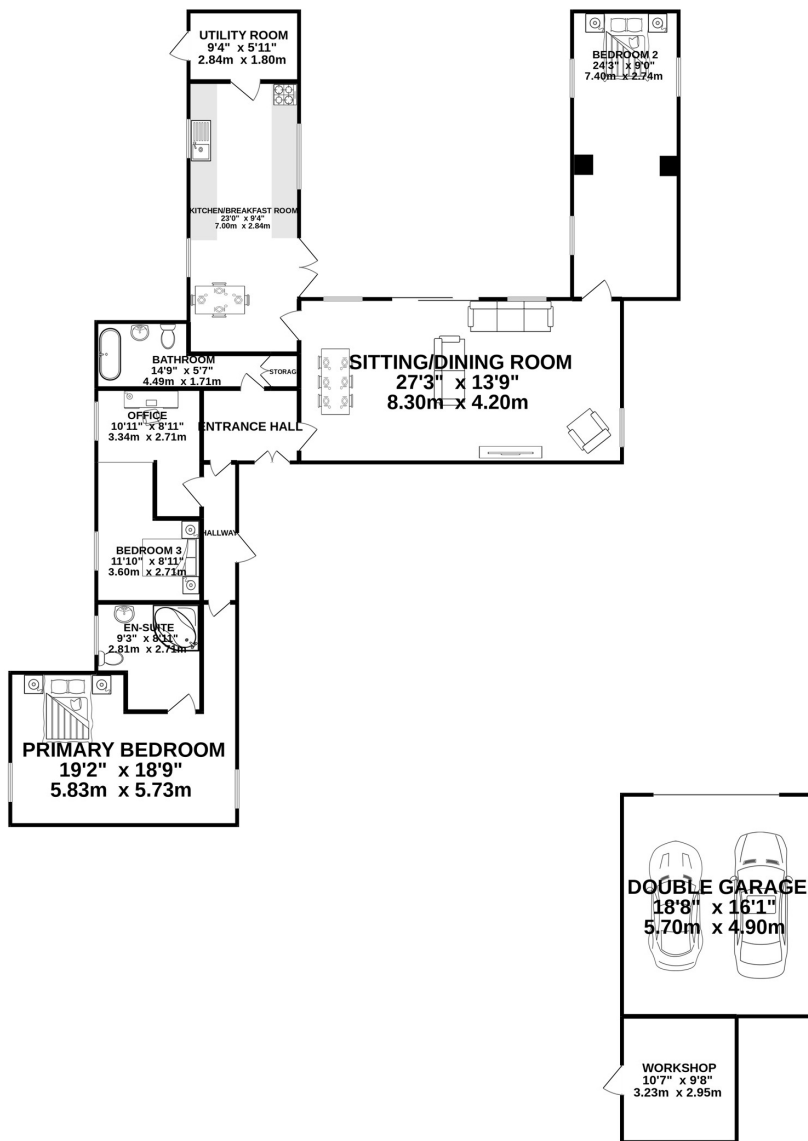 UTILITY ROOM
9'4" x 5'11"
2.84m x 1.80m
BEDROOM 2
24'3" x 9'0"
7.40m x 2.74m
KITCHEN/BREAKFAST ROOM
23'0" x 9'4"
7.00m x 2.84m
BATHROOM
14'9" x 5'7"
4.49m x 1.71m
STORAG
SITTING/DINING ROOM
27'3" x 13'9"
8.30m x 4.20m
OFFICE
10'11" x 8'11"
3.34m x 2.71m
ENTRANCE HALL
HALLWAY
BEDROOM 3
11'10" x 8'11"
3.60m x 2.71m
EN-SUITE
9'3" x 8'11"
2.81m x 2.71m
PRIMARY BEDROOM
19'2" x 18'9"
5.83m x 5.73m
DOUBLE GARAGE
18'8" x 16'1"
5.70m x 4.90m
WORKSHOP
10'7" x 9'8"
3.23m x 2.95m